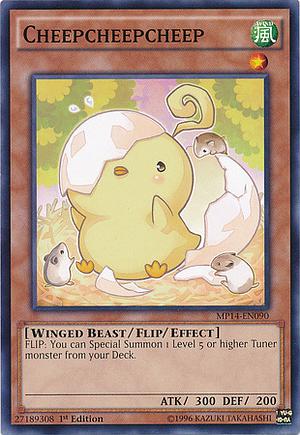 CHEEPCHEEPCHEEP
風
MP14-EN090
[WINGED BEAST/FLIP/EFFECT]
FLIP: You can Special Summon 1 Level 5 or higher Tuner
monster from your Deck.
ATK/ 300 DEF/ 200
27189308 1st Edition ©1996 KAZUKI TAKAHASHI